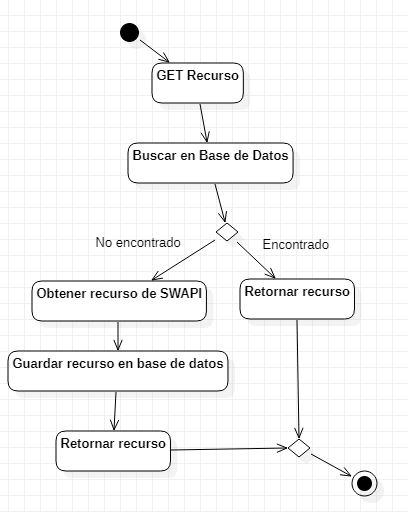 GET Recurso
Buscar en Base de Datos
No encontrado
Encontrado
Obtener recurso de SWAPI
Retornar recurso
Guardar recurso en base de datos
Retornar recurso